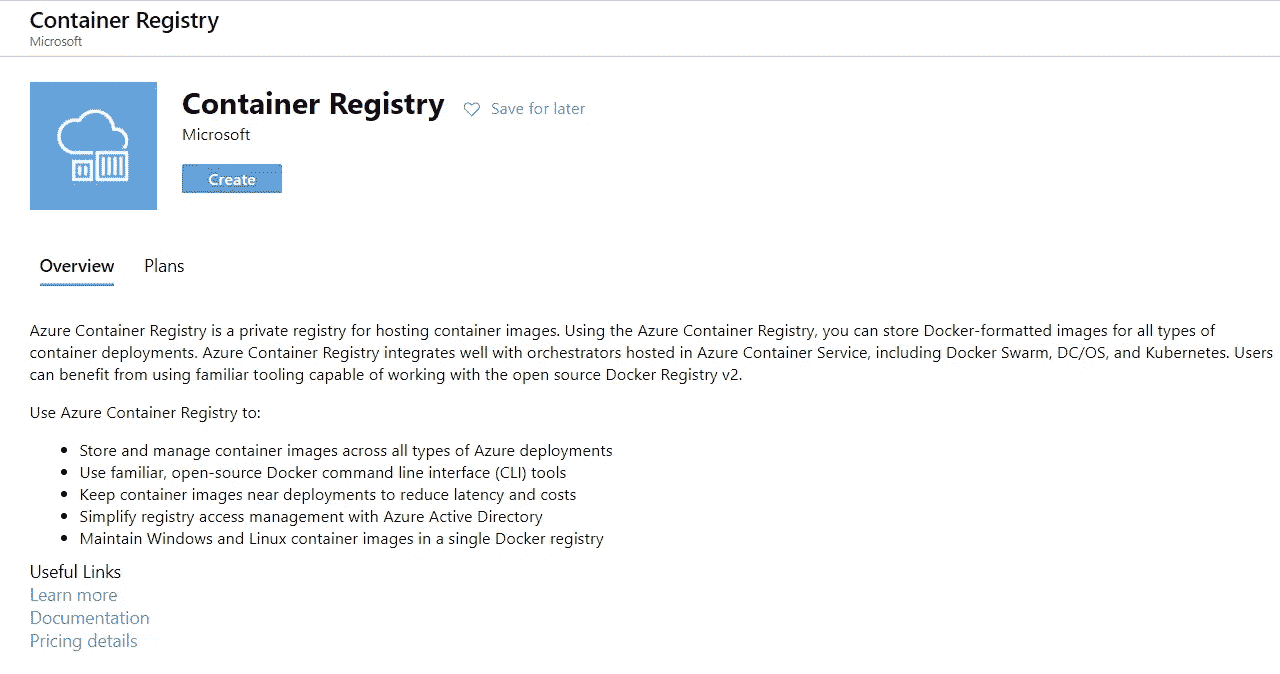 Container Registry
Microsoft
Container Registry
Save for later
Microsoft
Create
Overview
Plans
Azure Container Registry is a private registry for hosting container images. Using the Azure Container Registry, you can store Docker-formatted images for all types of
container deployments. Azure Container Registry integrates well with orchestrators hosted in Azure Container Service, including Docker Swarm, DC/OS, and Kubernetes. Users
can benefit from using familiar tooling capable of working with the open source Docker Registry v2.
Use Azure Container Registry to:
• Store and manage container images across all types of Azure deployments
• Use familiar, open-source Docker command line interface (CLI) tools
• Keep container images near deployments to reduce latency and costs
• Simplify registry access management with Azure Active Directory
• Maintain Windows and Linux container images in a single Docker registry
Useful Links
Learn more
Documentation
Pricing details